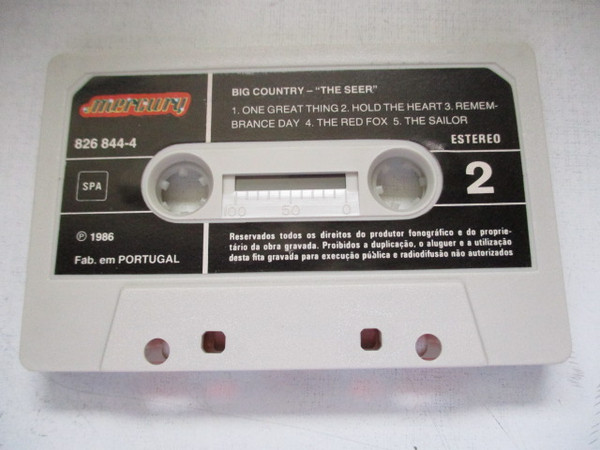 mercury
BIG COUNTRY – "THE SEER"
1. ONE GREAT THING 2. HOLD THE HEART 3. REMEM-
BRANCE DAY 4. THE RED FOX 5. THE SAILOR
826 844-4
ESTEREO
SPA
2
100 50 0
℗ 1986
Fab. em PORTUGAL
Reservados todos os direitos do produtor fonográfico e do proprie-
tário da obra gravada. Proibidos a duplicação, o aluguer e a utilização
desta fita gravada para execução pública e radiodifusão não autorizados